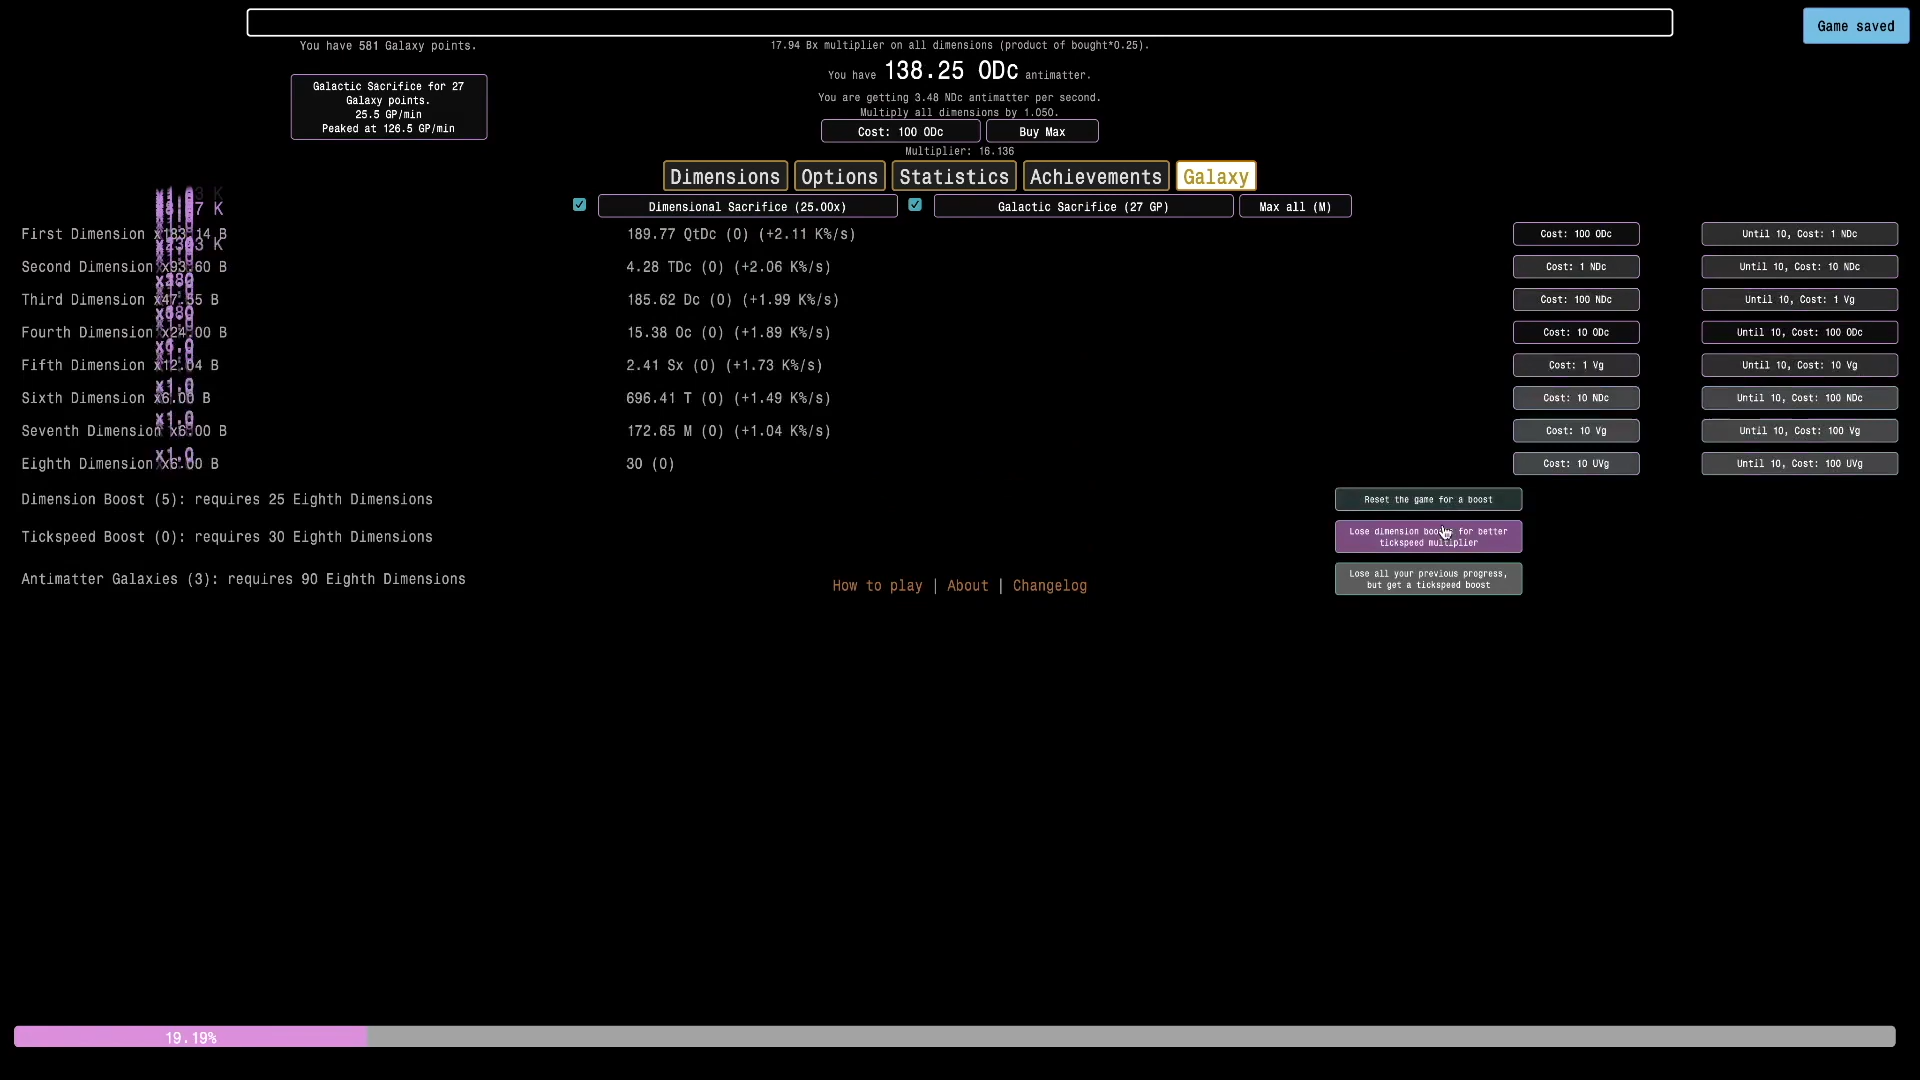 Game saved
You have 581 Galaxy points.
17.94 Bx multiplier on all dimensions (product of bought*0.25).
You have 138.25 ODc antimatter.
Galactic Sacrifice for 27
Galaxy points.
25.5 GP/min
Peaked at 126.5 GP/min
You are getting 3.48 NDc antimatter per second.
Multiply all dimensions by 1.050.
Cost: 100 ODc Buy Max
Multiplier: 16.136
Dimensions Options Statistics Achievements Galaxy
Dimensional Sacrifice (25.00x) Galactic Sacrifice (27 GP) Max all (M)
First Dimension 189.77 QtDc (0) (+2.11 K%/s) Cost: 100 ODc Until 10, Cost: 1 NDc
Second Dimension 4.28 TDc (0) (+2.06 K%/s) Cost: 1 NDc Until 10, Cost: 10 NDc
Third Dimension 185.62 Dc (0) (+1.99 K%/s) Cost: 100 NDc Until 10, Cost: 1 Vg
Fourth Dimension 15.38 Oc (0) (+1.89 K%/s) Cost: 10 ODc Until 10, Cost: 100 ODc
Fifth Dimension 2.41 Sx (0) (+1.73 K%/s) Cost: 1 Vg Until 10, Cost: 10 Vg
Sixth Dimension x6.00 B 696.41 T (0) (+1.49 K%/s) Cost: 10 NDc Until 10, Cost: 100 NDc
Seventh Dimension x6.00 B 172.65 M (0) (+1.04 K%/s) Cost: 10 Vg Until 10, Cost: 100 Vg
Eighth Dimension x6.00 B 30 (0) Cost: 10 UVg Until 10, Cost: 100 UVg
Dimension Boost (5): requires 25 Eighth Dimensions Reset the game for a boost
Tickspeed Boost (0): requires 30 Eighth Dimensions Lose dimension boosts for better
tickspeed multiplier
Antimatter Galaxies (3): requires 90 Eighth Dimensions Lose all your previous progress,
but get a tickspeed boost
How to play | About | Changelog
19.19%